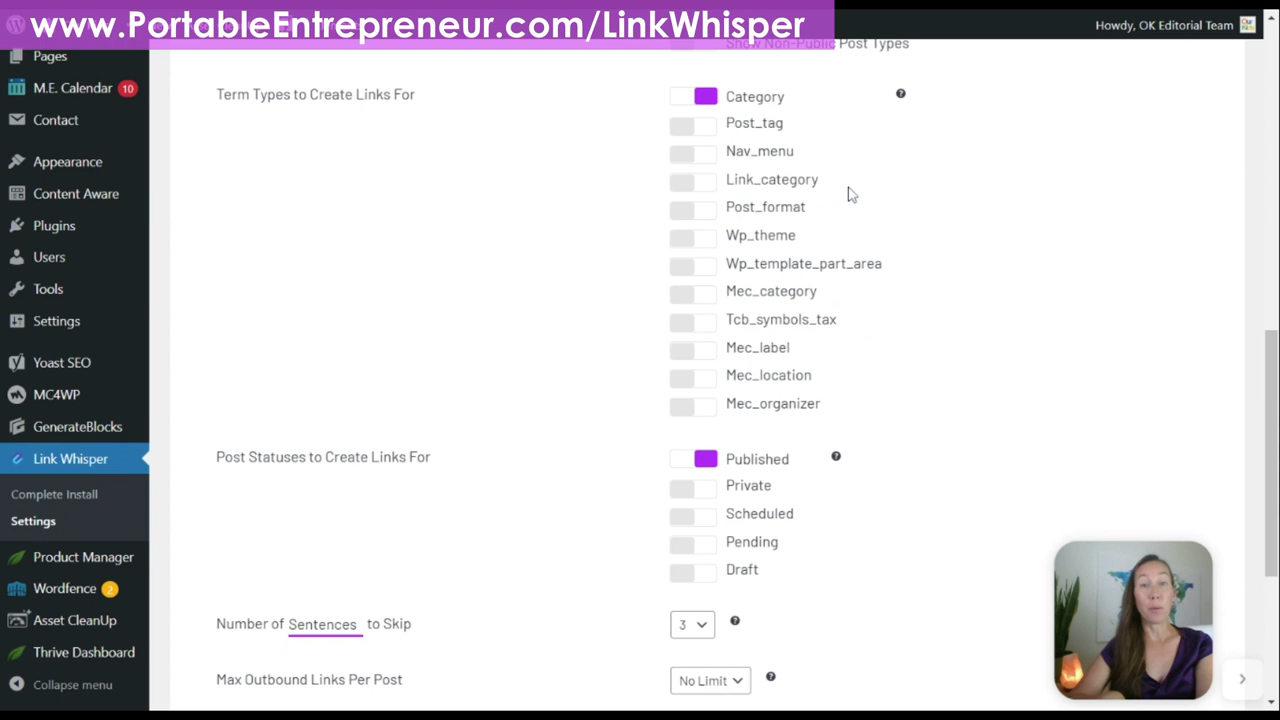 www.PortableEntrepreneur.com/LinkWhisper
Howdy, OK Editorial Team
Show Non-Public Post Types
Pages
M.E. Calendar 10
Contact
Appearance
Content Aware
Plugins
Users
Tools
Settings
Yoast SEO
MC4WP
GenerateBlocks
Link Whisper
Complete Install
Settings
Product Manager
Wordfence 2
Asset CleanUp
Thrive Dashboard
Collapse menu
Term Types to Create Links For
Category
Post_tag
Nav_menu
Link_category
Post_format
Wp_theme
Wp_template_part_area
Mec_category
Tcb_symbols_tax
Mec_label
Mec_location
Mec_organizer
Post Statuses to Create Links For
Published
Private
Scheduled
Pending
Draft
Number of Sentences to Skip
3
Max Outbound Links Per Post
No Limit